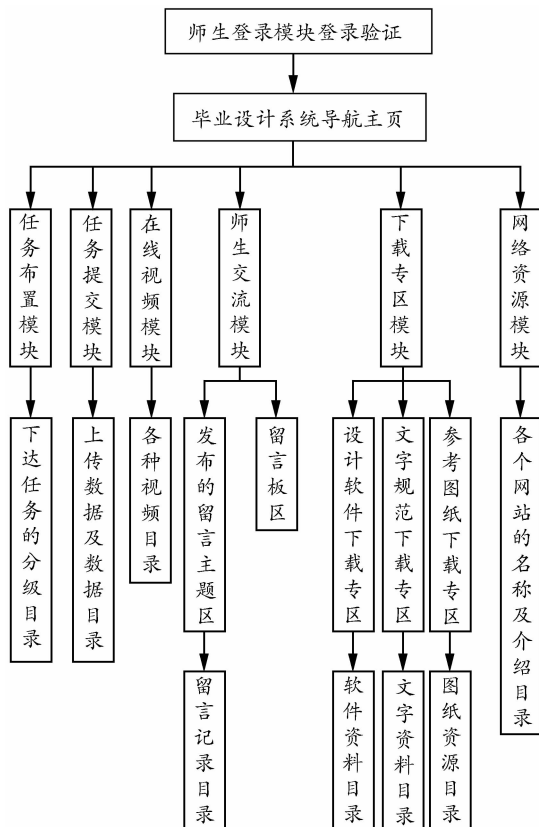 师生登录模块登录验证
毕业设计系统导航主页
任务布置模块
任务提交模块
在线视频模块
师生交流模块
下载专区模块
网络资源模块
下达任务的分级目录
上传数据及数据目录
各种视频目录
发布的留言主题区
留言板区
设计软件下载专区
文字规范下载专区
参考图纸下载专区
各个网站的名称及介绍目录
留言记录目录
软件资料目录
文字资料目录
图纸资源目录